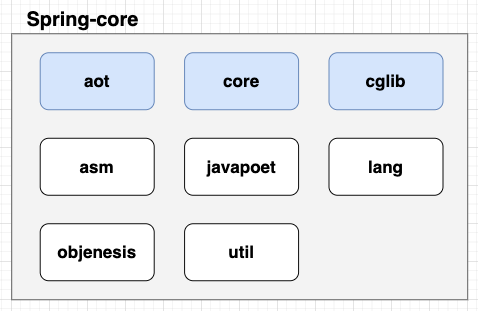 Spring-core
aot core cglib
asm javapoet lang
objenesis util